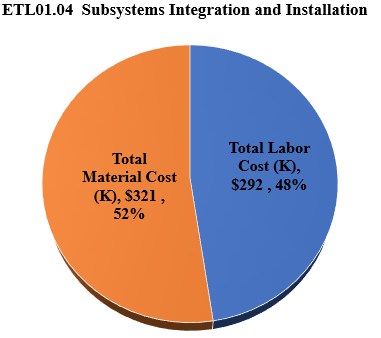 ETL01.04  Subsystems Integration and Installation
Total Labor
Cost (K),
$292 , 48%
Total
Material Cost
(K), $321 ,
52%